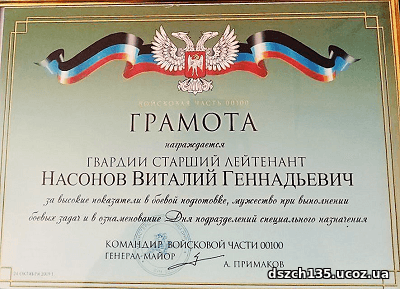 ВОЙСКОВАЯ ЧАСТЬ 00100
ГРАМОТА
награждается
ГВАРДИИ СТАРШИЙ ЛЕЙТЕНАНТ
НАСОНОВ ВИТАЛИЙ ГЕННАДЬЕВИЧ
за высокие показатели в боевой подготовке, мужество при выполнении
боевых задач и в ознаменование Дня подразделений специального назначения
КОМАНДИР ВОЙСКОВОЙ ЧАСТИ 00100
ГЕНЕРАЛ-МАЙОР А. ПРИМАКОВ
dszch135.ucoz.ua